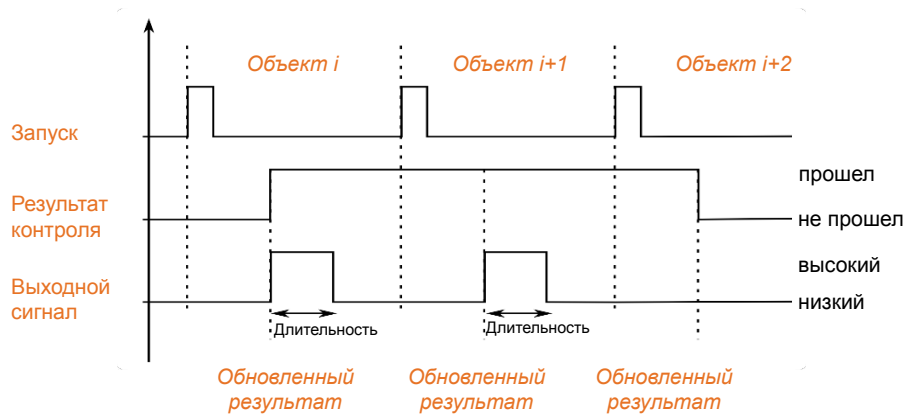 Объект i
Объект i+1
Объект i+2
Запуск
прошел
Результат
контроля
не прошел
высокий
Выходной
сигнал
низкий
Длительность
Длительность
Обновленный
результат
Обновленный
результат
Обновленный
результат